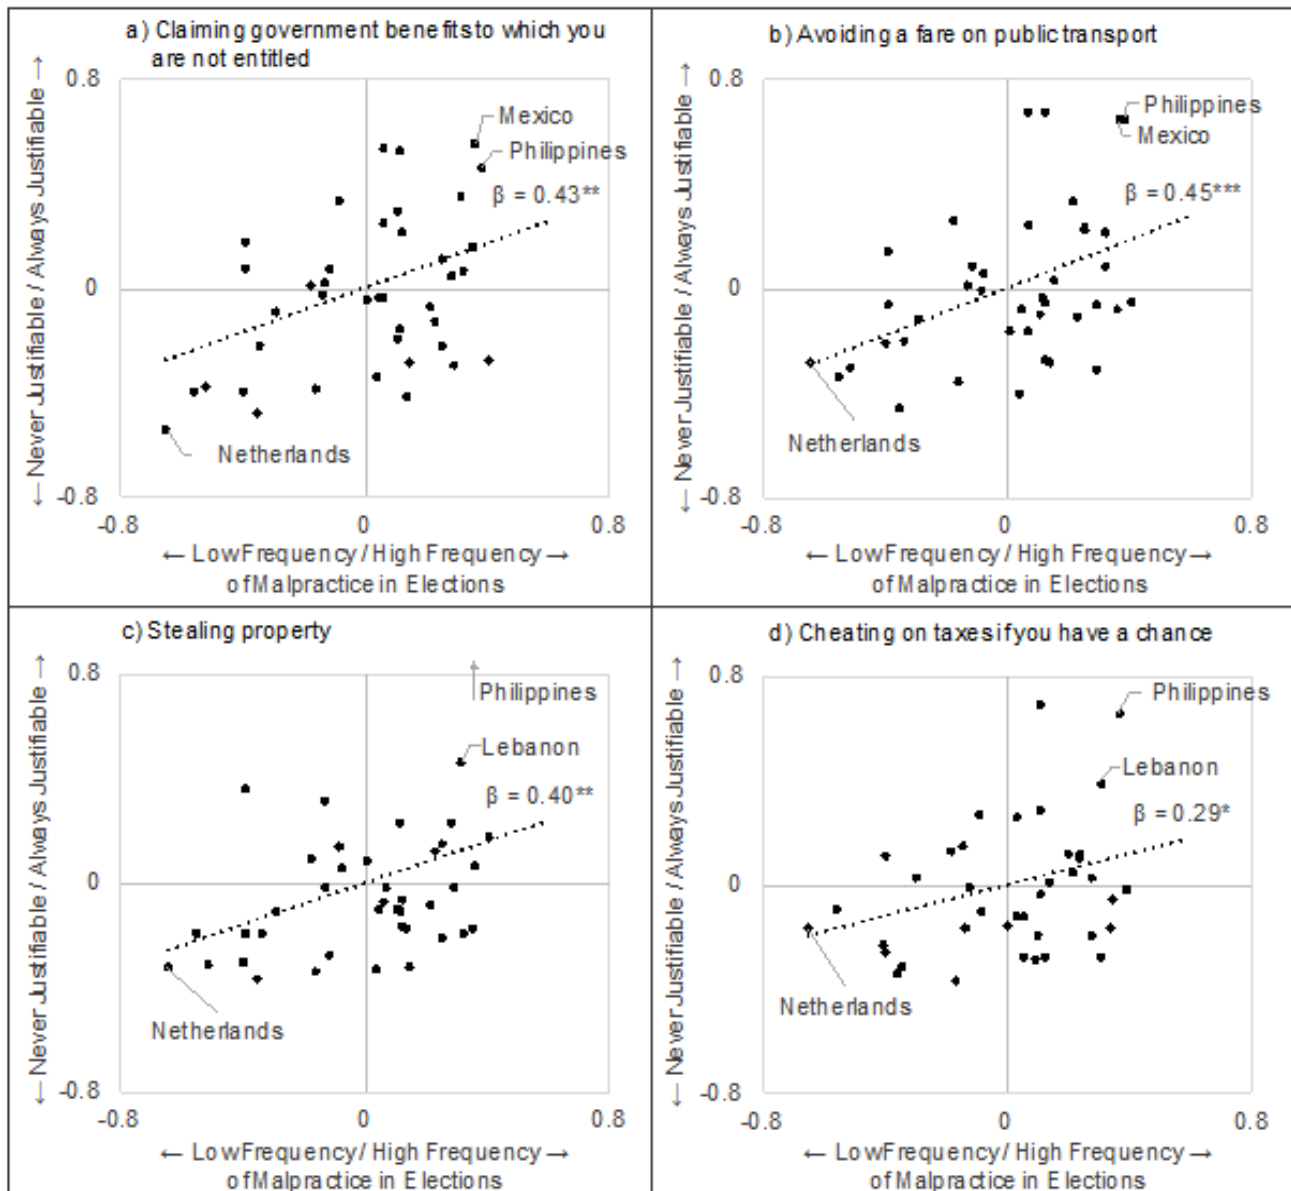 a) Claiming government benefits to which you
are not entitled
← Never Justifiable / Always Justifiable →
0.8
0
-0.8
Mexico
Philippines
β = 0.43**
Netherlands
-0.8
0
0.8
← Low Frequency / High Frequency →
of Malpractice in Elections
b) Avoiding a fare on public transport
← Never Justifiable / Always Justifiable →
0.8
0
-0.8
Philippines
Mexico
β = 0.45***
Netherlands
-0.8
0
0.8
← Low Frequency / High Frequency →
of Malpractice in Elections
c) Stealing property
← Never Justifiable / Always Justifiable →
0.8
0
-0.8
Philippines
Lebanon
β = 0.40**
Netherlands
-0.8
0
0.8
← Low Frequency / High Frequency →
of Malpractice in Elections
d) Cheating on taxes if you have a chance
← Never Justifiable / Always Justifiable →
0.8
0
-0.8
Philippines
Lebanon
β = 0.29*
Netherlands
-0.8
0
0.8
← Low Frequency / High Frequency →
of Malpractice in Elections